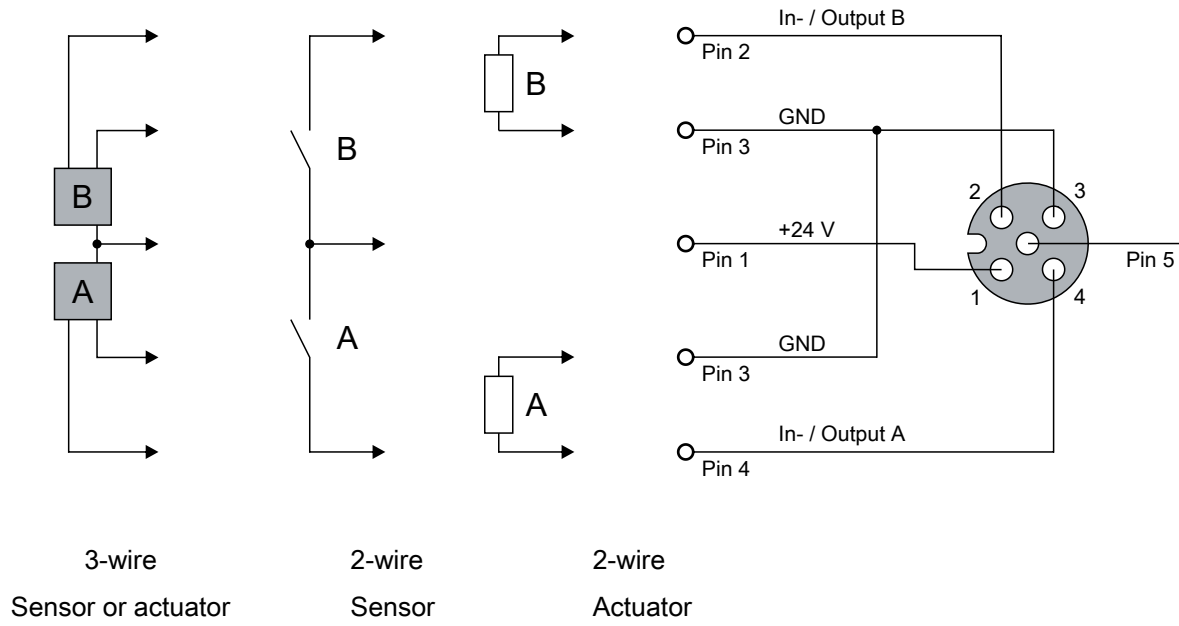 In- / Output B
Pin 2
B
GND
Pin 3
B
B
2
3
+24 V
Pin 1
Pin 5
A
1
4
A
GND
Pin 3
A
In- / Output A
Pin 4
3-wire
2-wire
2-wire
Sensor or actuator
Sensor
Actuator